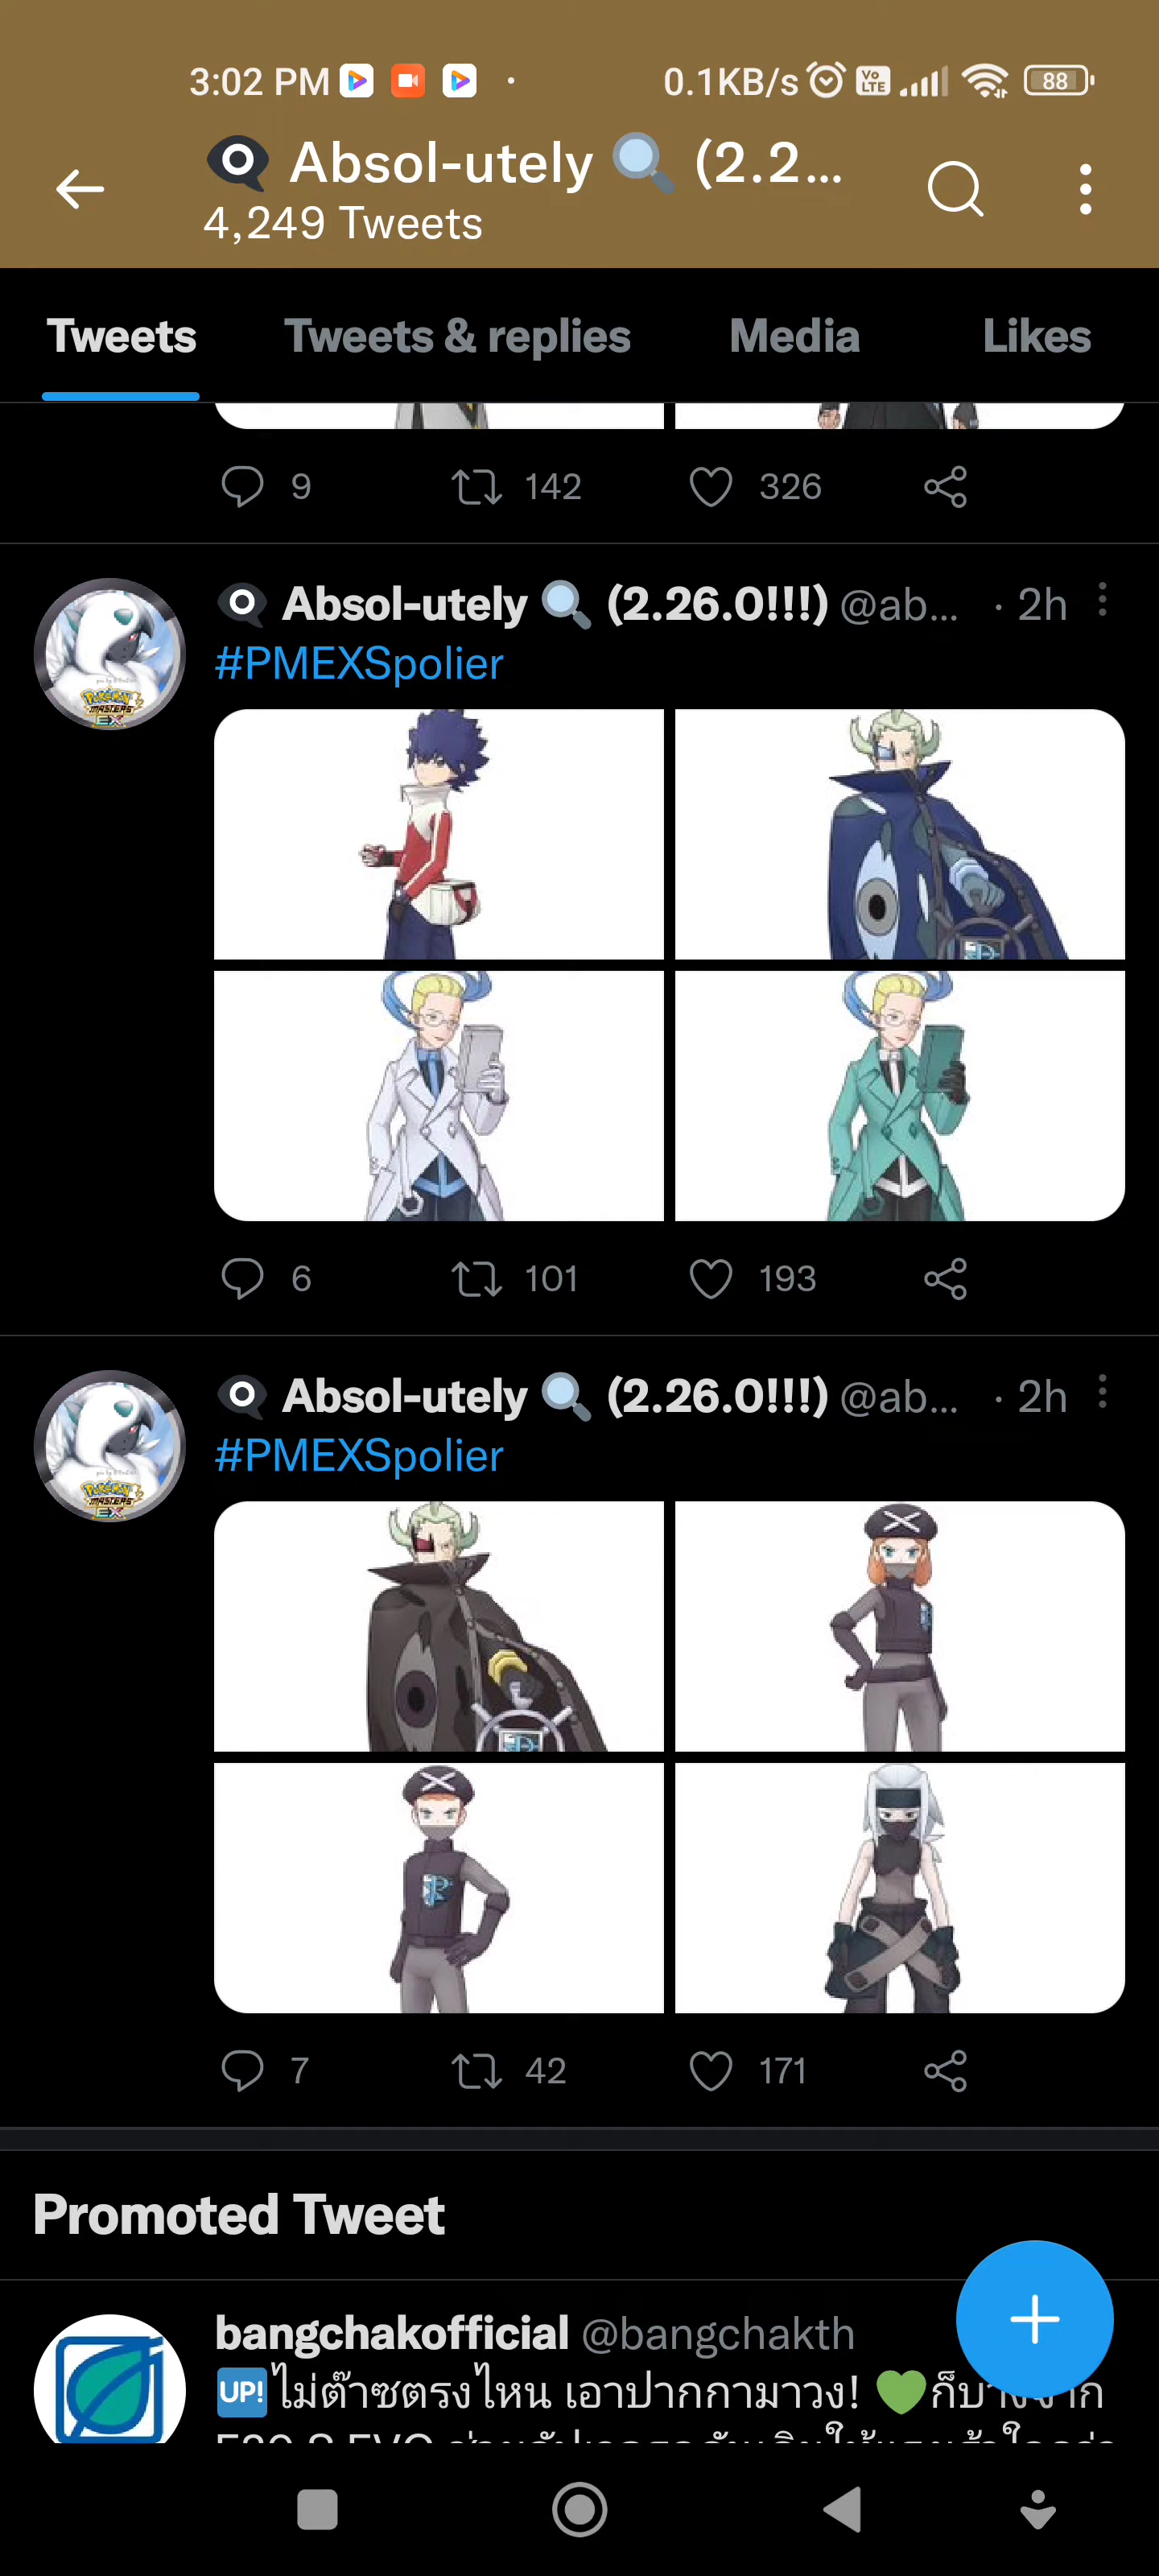 3:02 PM
0.1KB/s
VO LTE
88
Absol-utely (2.2...
4,249 Tweets
Tweets
Tweets & replies
Media
Likes
9
142
326
Absol-utely (2.26.0!!!) @ab... · 2h
#PMEXSpolier
6
101
193
Absol-utely (2.26.0!!!) @ab... · 2h
#PMEXSpolier
7
42
171
Promoted Tweet
bangchakofficial @bangchakth
UP! ไม่ต๊าซตรงไหน เอาปากกามาวง!